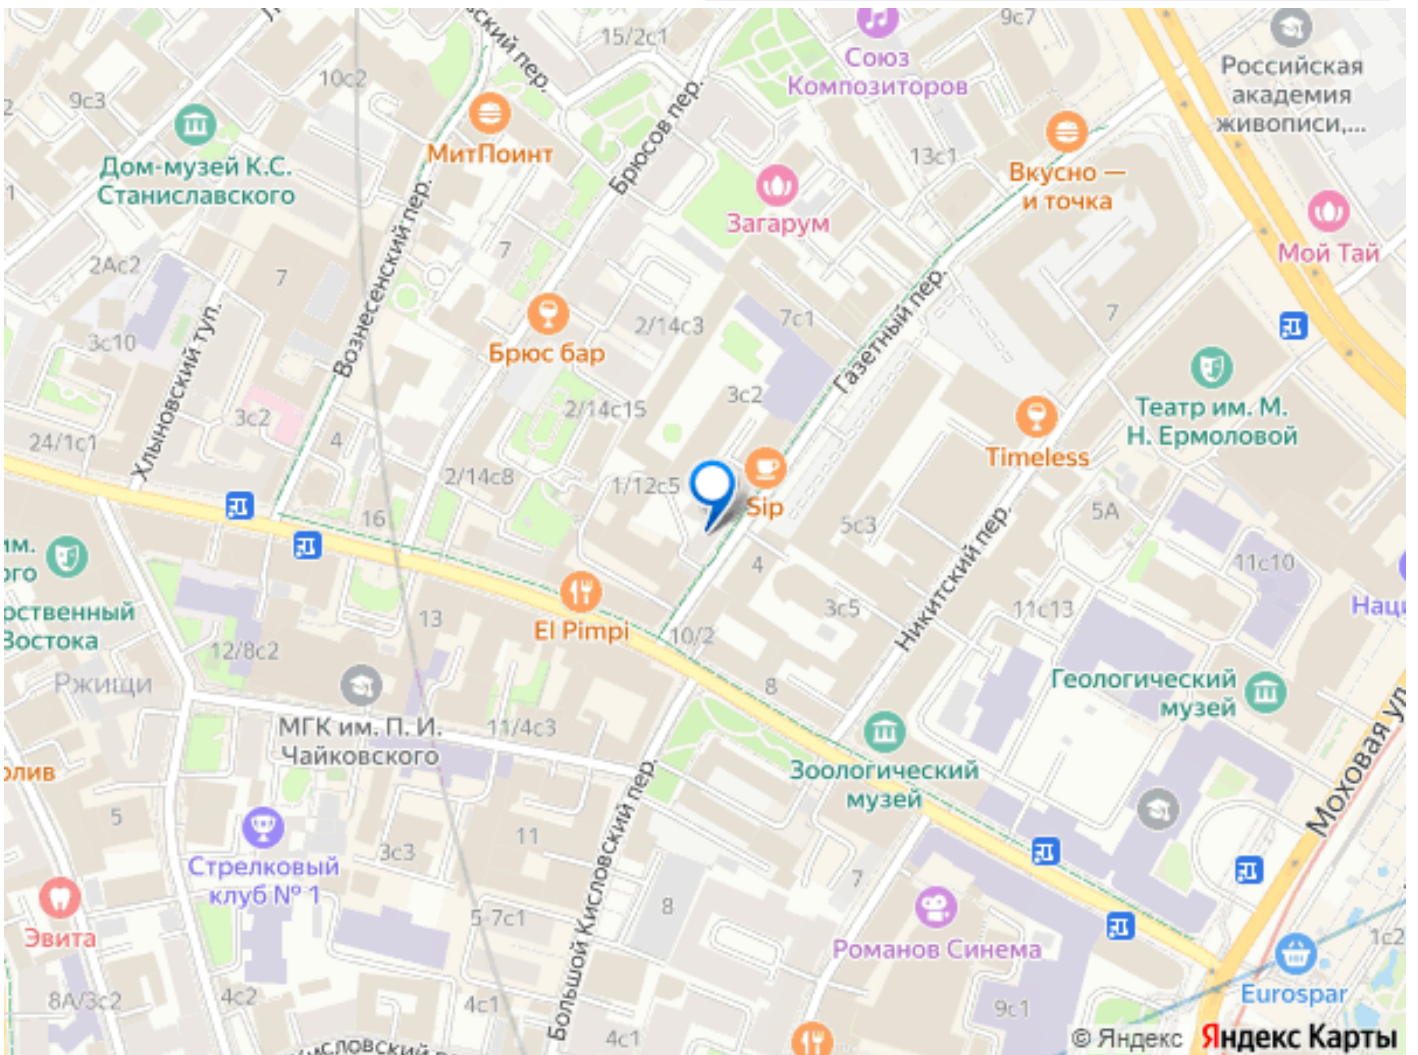 15/2с1
9с7
Союз
Композиторов
Российская
академия
живописи,...
10с2
9с3
Дом-музей К.С.
Станиславского
МитПоинт
Брюсов пер.
13с1
Вкусно —
и точка
Загарум
Мой Тай
2Ас2
7
7
Вознесенский пер.
3с10
Хлыновский туп.
Брюс бар
2/14с3
7с1
Газетный пер.
7
3с2
Театр им. М.
Н. Ермоловой
3с2
2/14с15
4
24/1с1
Timeless
2/14с8
1/12с5
Sip
16
5с3
5А
Никитский пер.
4
11с10
3с5
11с13
13
El Pimpi
10/2
12/8с2
Ржищи
8
Геологический
музей
МГК им. П. И.
Чайковского
11/4с3
Зоологический
музей
Моховая ул.
5
3с3
11
Большой Кисловский пер.
Стрелковый
клуб № 1
7
8
5-7с1
Эвита
Романов Синема
1с2
8А/3с2
4с2
4с1
4с1
9с1
Eurospar
© Яндекс Яндекс Карты